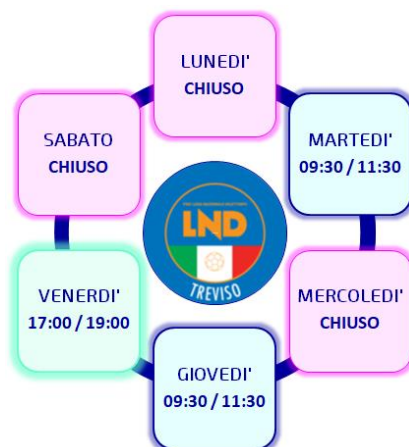 LUNEDI'
CHIUSO
MARTEDI'
09:30 / 11:30
MERCOLEDI'
CHIUSO
GIOVEDI'
09:30 / 11:30
VENERDI'
17:00 / 19:00
SABATO
CHIUSO
LND
TREVISO